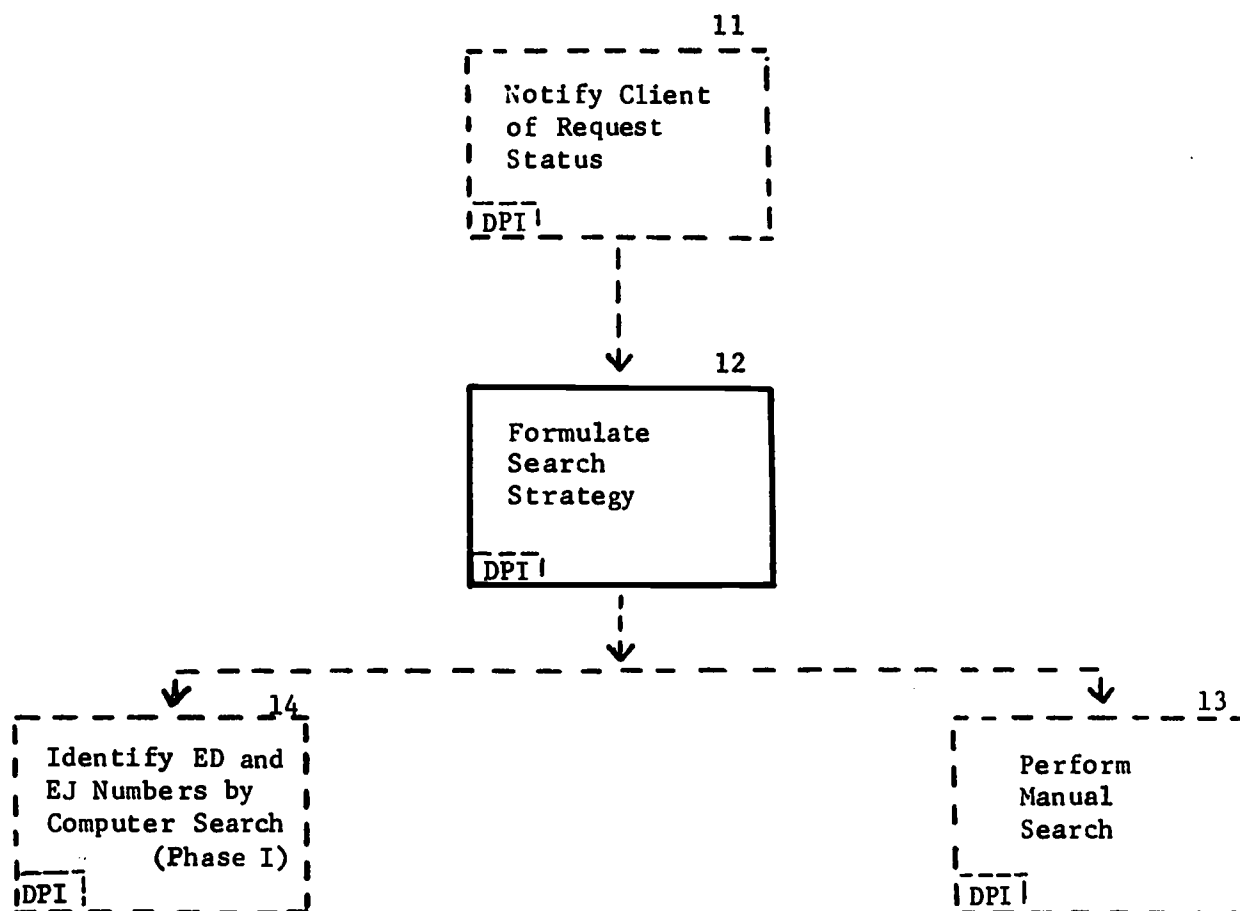 11
Notify Client
of Request
Status
DPI
12
Formulate
Search
Strategy
DPI
14
Identify ED and
EJ Numbers by
Computer Search
(Phase I)
DPI
13
Perform
Manual
Search
DPI